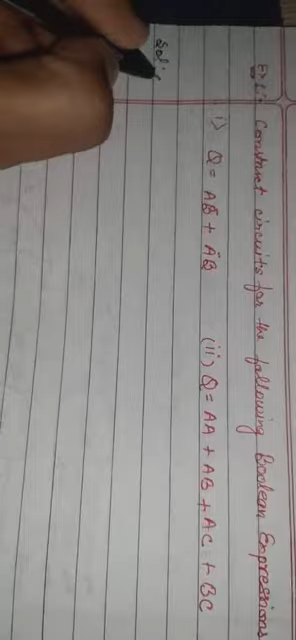 Ex 1: Construct circuits for the following Boolean Expressions
i) Q = AB̄ + ĀB (ii) Q = AA + AB + AC + BC
Sol: